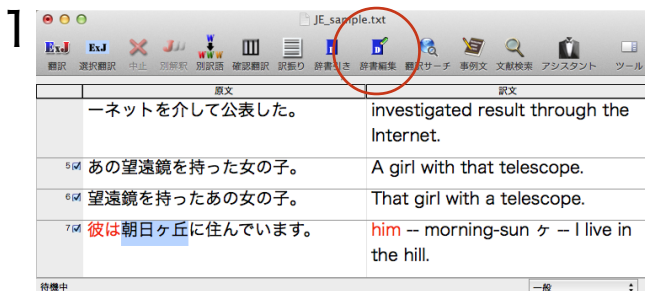 1
JE_sample.txt
翻訳 選択翻訳 中止 別解釈 別訳語 確認翻訳 訳振り 辞書引き 辞書編集 翻訳サーチ 事例文 文献検索 アシスタント ツール
原文 訳文
ーネットを介して公表した。 investigated result through the
Internet.
5 あの望遠鏡を持った女の子。 A girl with that telescope.
6 望遠鏡を持ったあの女の子。 That girl with a telescope.
7 彼は朝日ヶ丘に住んでいます。 him -- morning-sun ヶ -- I live in
the hill.
待機中 一般